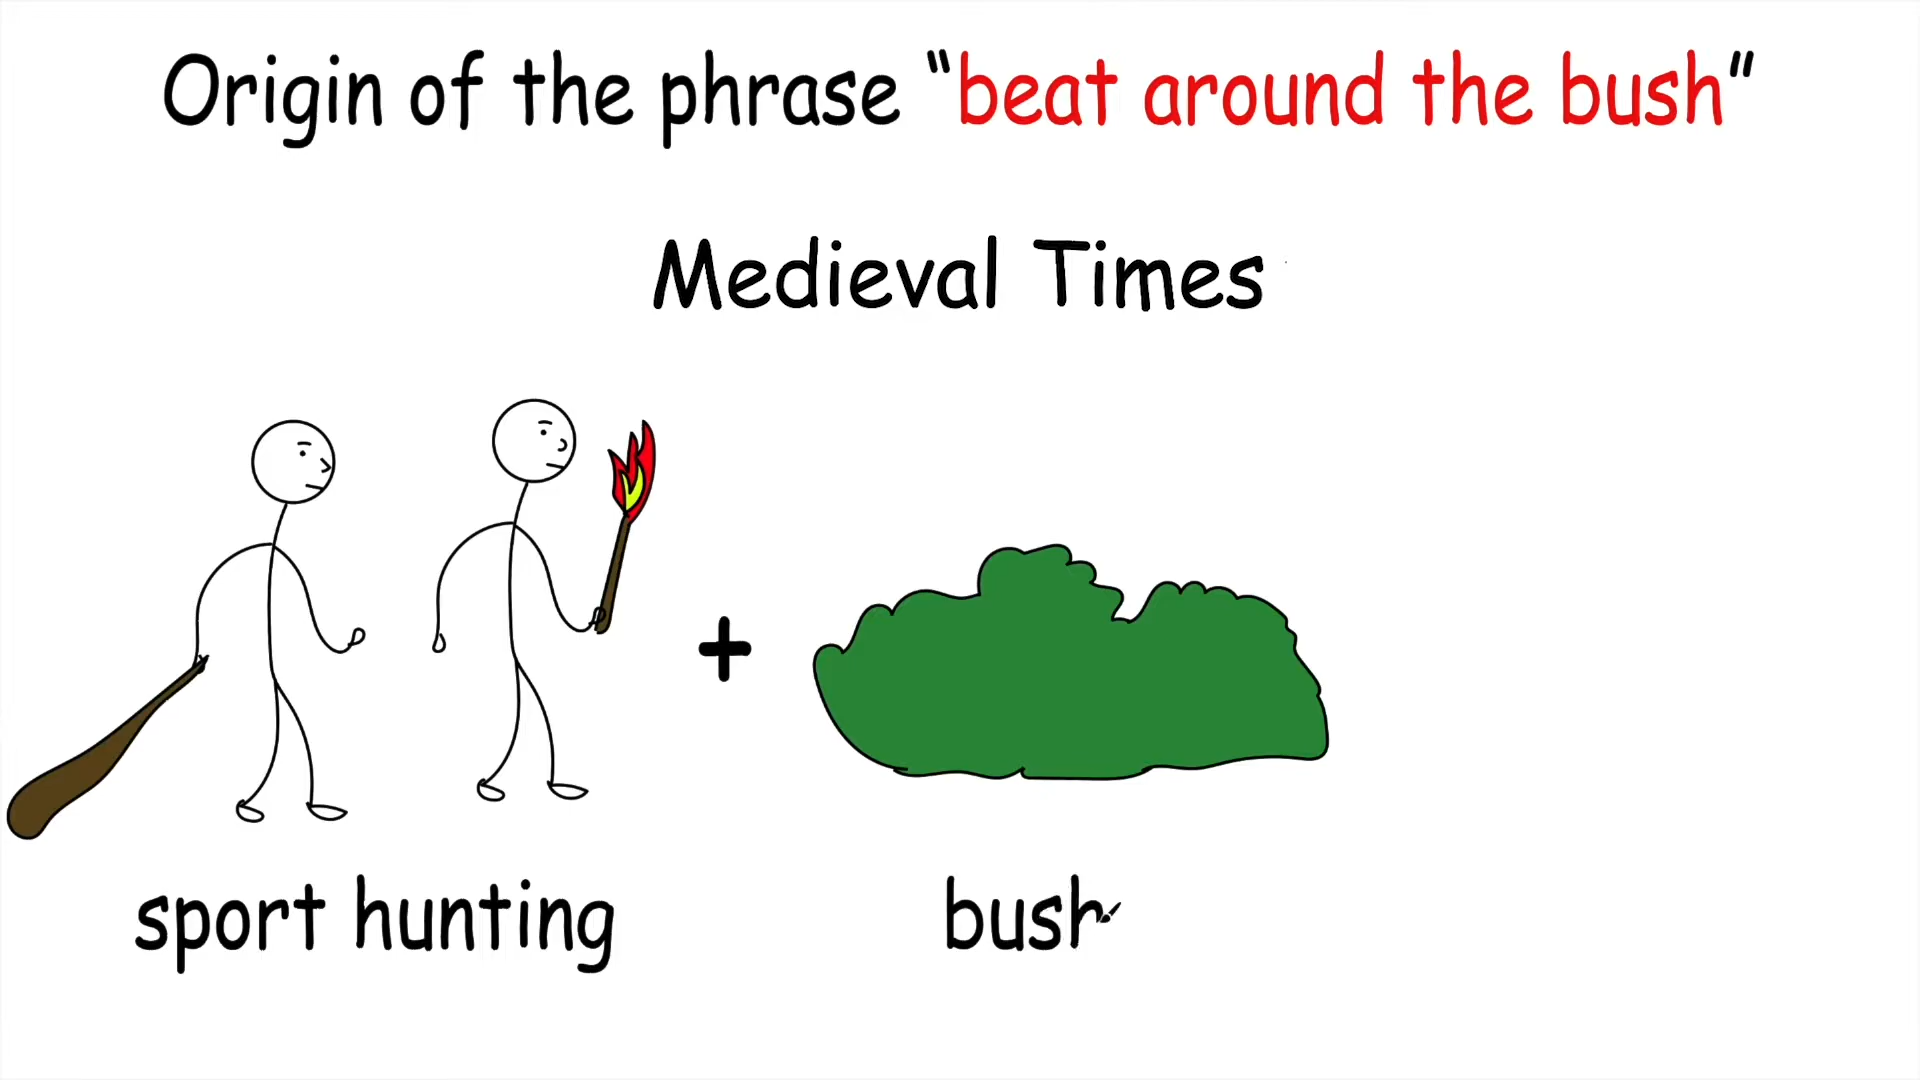 Origin of the phrase “beat around the bush”
Medieval Times
+
sport hunting
bush